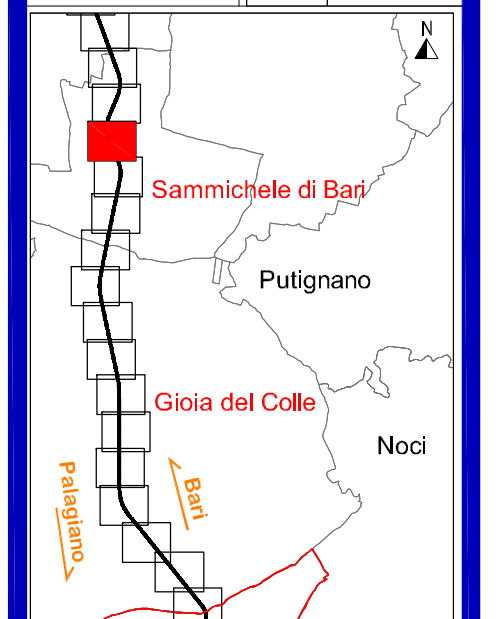 N
Sammichele di Bari
Putignano
Gioia del Colle
Noci
Bari
Palagiano